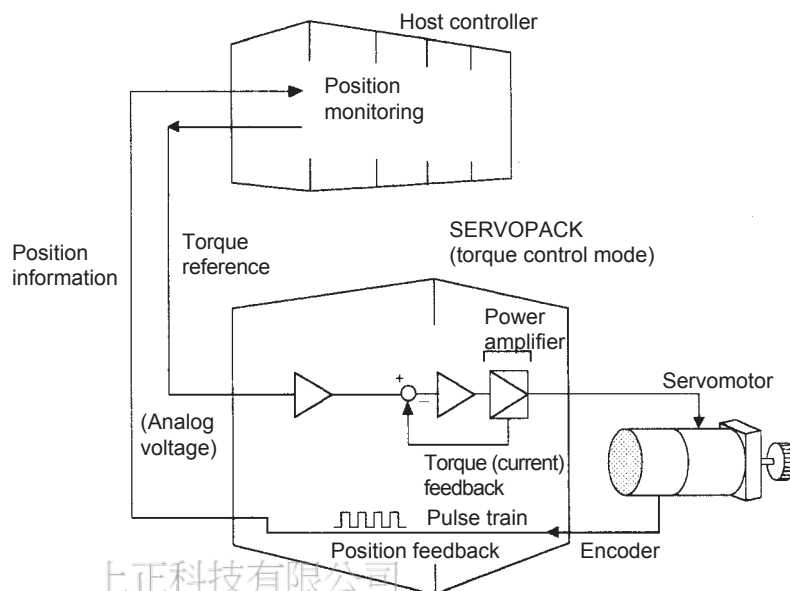 Host controller
Position
monitoring
Position
information
Torque
reference
SERVOPACK
(torque control mode)
Power
amplifier
+
−
Servomotor
(Analog
voltage)
Torque (current)
feedback
Pulse train
Position feedback
Encoder
上正科技有限公司